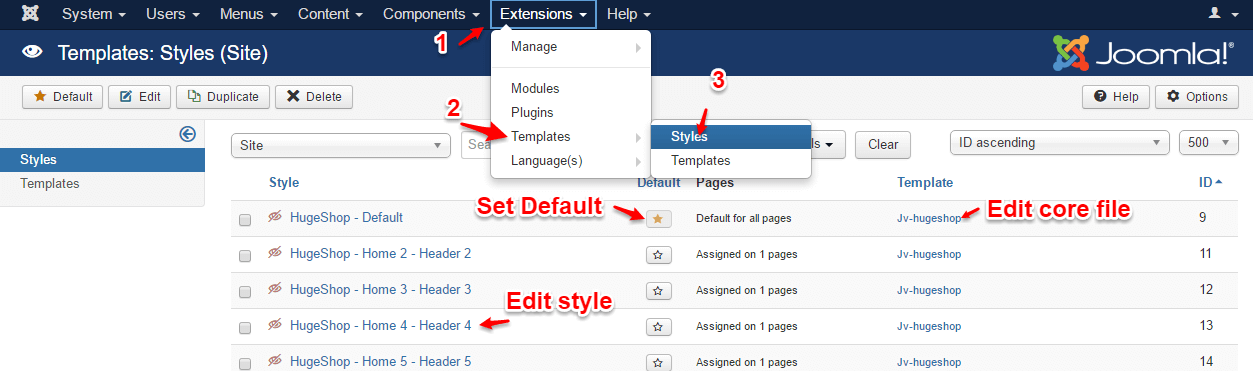 System Users Menus Content Components Extensions Help
1
Templates: Styles (Site)
Joomla!®
Manage
Modules
Plugins
Templates
Language(s)
2
3
Styles
Templates
Default Edit Duplicate Delete Help Options
Styles
Templates
Site Sea ls Clear ID ascending 500
Style Default Pages Template ID
Set Default
Edit core file
HugeShop - Default Default for all pages Jv-hugeshop 9
HugeShop - Home 2 - Header 2 Assigned on 1 pages Jv-hugeshop 11
HugeShop - Home 3 - Header 3 Assigned on 1 pages Jv-hugeshop 12
Edit style
HugeShop - Home 4 - Header 4 Assigned on 1 pages Jv-hugeshop 13
HugeShop - Home 5 - Header 5 Assigned on 1 pages Jv-hugeshop 14